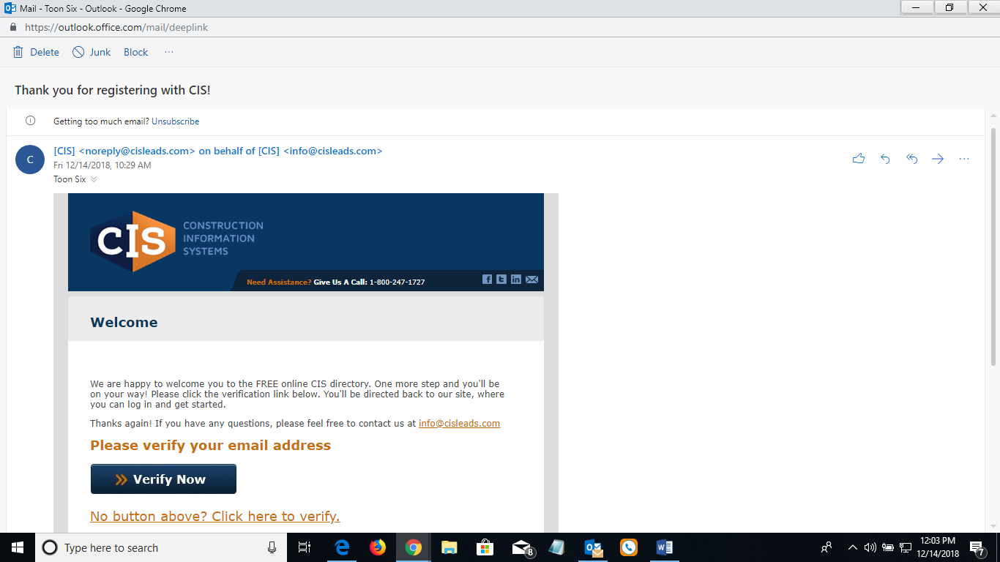 Mail - Toon Six - Outlook - Google Chrome
https://outlook.office.com/mail/deeplink
Delete Junk Block ...
Thank you for registering with CIS!
Getting too much email? Unsubscribe
C
[CIS] <noreply@cisleads.com> on behalf of [CIS] <info@cisleads.com>
Fri 12/14/2018, 10:29 AM
Toon Six
CIS
CONSTRUCTION
INFORMATION
SYSTEMS
Need Assistance? Give Us A Call: 1-800-247-1727
Welcome
We are happy to welcome you to the FREE online CIS directory. One more step and you'll be
on your way! Please click the verification link below. You'll be directed back to our site, where
you can log in and get started.
Thanks again! If you have any questions, please feel free to contact us at info@cisleads.com
Please verify your email address
Verify Now
No button above? Click here to verify.
Type here to search
8
12:03 PM
12/14/2018
7